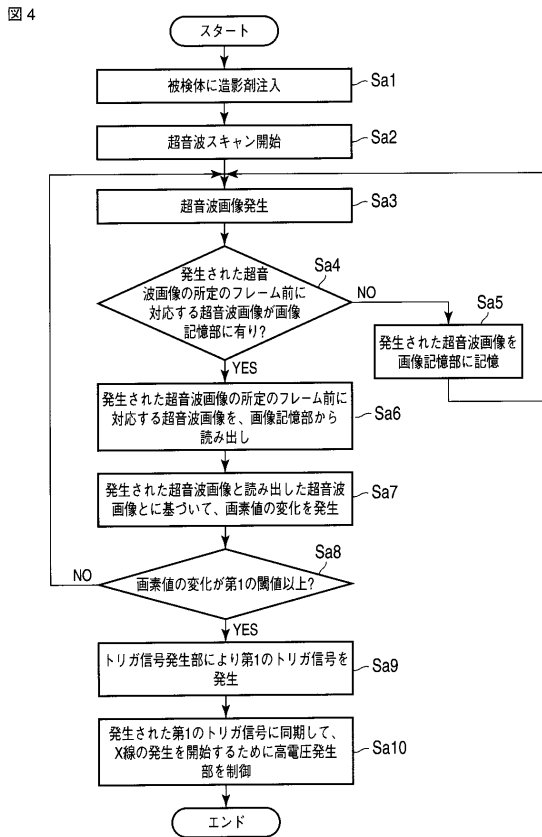 図 4
スタート
被検体に造影剤注入
Sa1
超音波スキャン開始
Sa2
超音波画像発生
Sa3
発生された超音
波画像の所定のフレーム前に
対応する超音波画像が画像
記憶部に有り?
Sa4
NO
YES
Sa5
発生された超音波画像を
画像記憶部に記憶
発生された超音波画像の所定のフレーム前に
対応する超音波画像を、画像記憶部から
読み出し
Sa6
発生された超音波画像と読み出した超音波
画像とに基づいて、画素値の変化を発生
Sa7
Sa8
NO
画素値の変化が第1の閾値以上?
YES
トリガ信号発生部により第1のトリガ信号を
発生
Sa9
発生された第1のトリガ信号に同期して、
X線の発生を開始するために高電圧発生
部を制御
Sa10
エンド